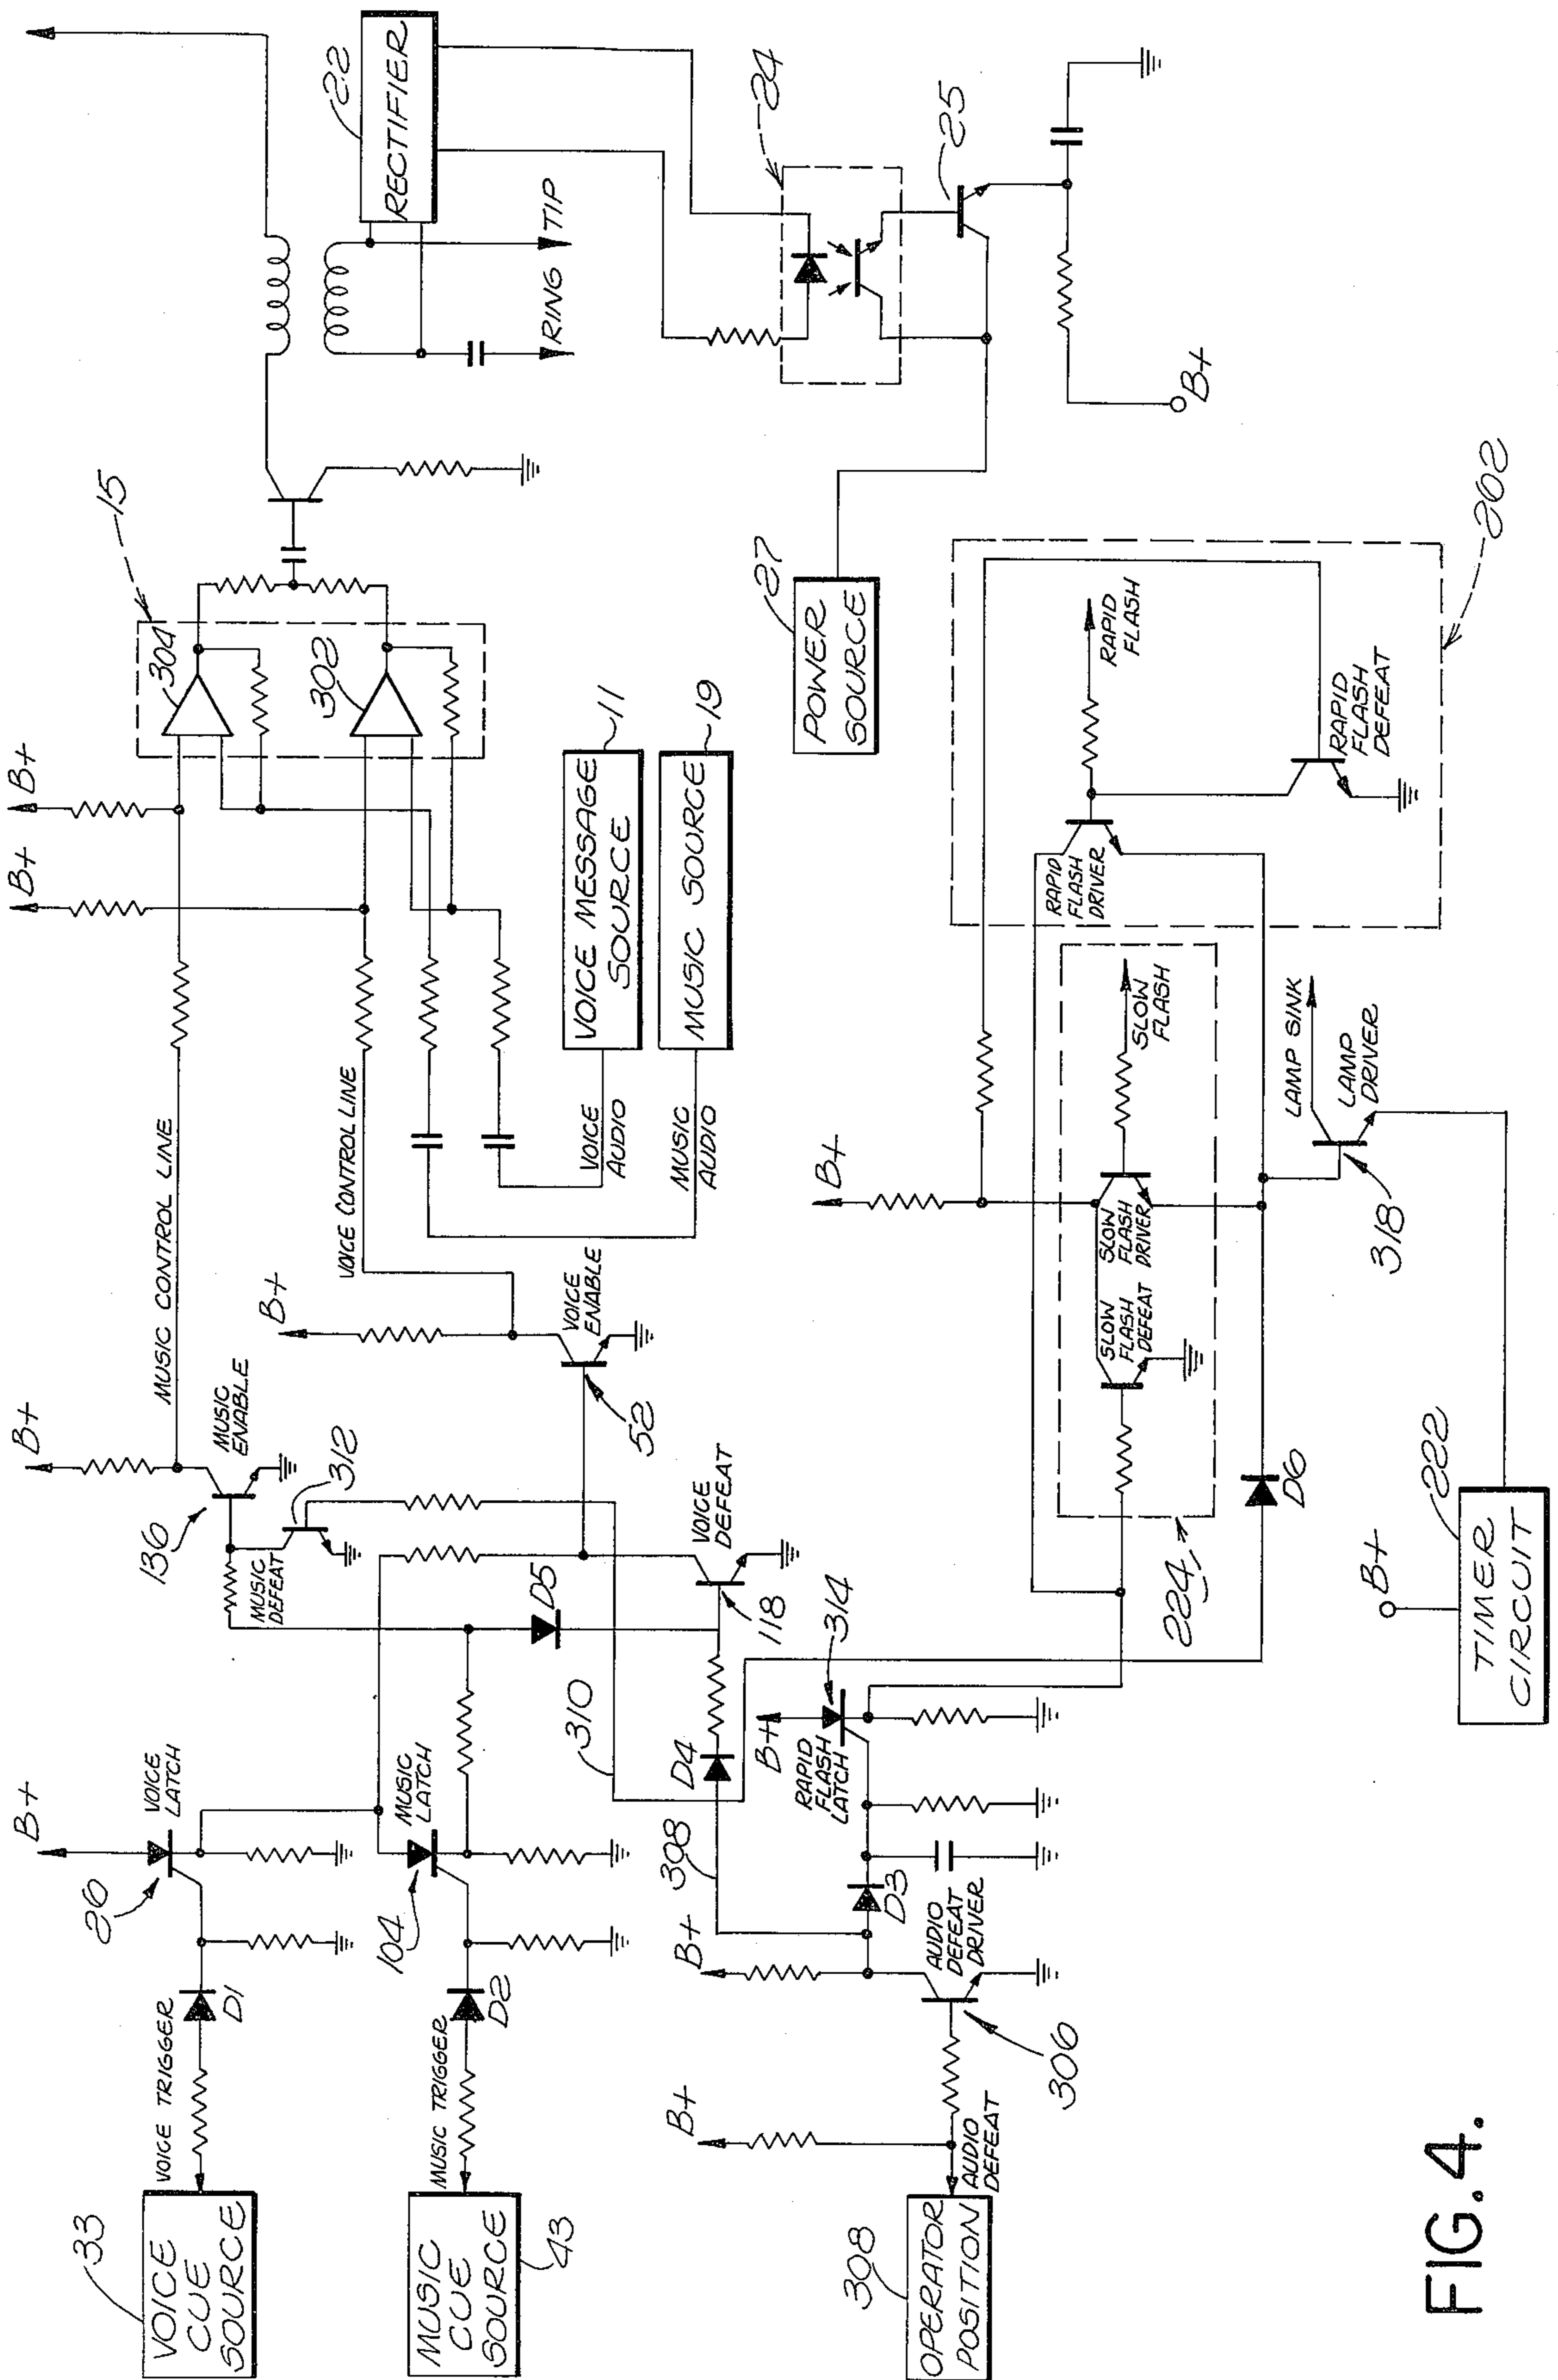 B+
B+
B+
B+
B+
15
304
302
22
RECTIFIER
RING
TIP
33
VOICE
CUE
SOURCE
VOICE TRIGGER
D1
26
VOICE
LATCH
136
MUSIC
ENABLE
MUSIC
DEFEAT
312
MUSIC CONTROL LINE
B+
VOICE CONTROL LINE
VOICE
ENABLE
52
MUSIC
CUE
SOURCE
43
MUSIC TRIGGER
D2
104
MUSIC
LATCH
D5
310
118
VOICE
DEFEAT
VOICE
AUDIO
VOICE MESSAGE
SOURCE
11
MUSIC
AUDIO
MUSIC SOURCE
19
24
25
B+
27
POWER
SOURCE
B+
B+
308
D4
B+
RAPID
FLASH
LATCH
314
D3
308
OPERATOR
POSITION
AUDIO
DEFEAT
AUDIO
DEFEAT
DRIVER
306
B+
SLOW
FLASH
DEFEAT
SLOW
FLASH
DRIVER
SLOW
FLASH
224
RAPID
FLASH
DRIVER
RAPID
FLASH
RAPID
FLASH
DEFEAT
202
D6
LAMP SINK
LAMP
DRIVER
318
B+
TIMER
CIRCUIT
222
FIG. 4.